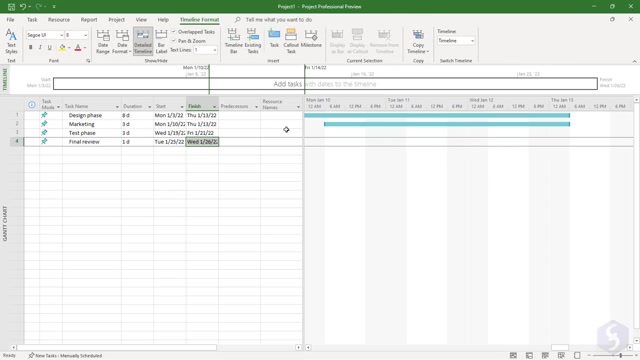 Project1 - Project Professional Preview
File Task Resource Report Project View Help Timeline Format Tell me what you want to do
Text Styles
Segoe UI 8
B I U
Date Format
Detailed Timeline
Overlapped Tasks
Pan & Zoom
Text Lines: 1
Timeline Bar
Existing Tasks
Task
Callout Task
Milestone
Display as Bar
Display as Callout
Copy Timeline
Timeline:
Timeline
Font Show/Hide Insert Current Selection Copy Switch Timeline
TIMELINE
Mon 1/10/22 Fri 1/14/22
Jan 9, '22 Jan 16, '22 Jan 23, '22
Start
Mon 1/3/22
Add tasks with dates to the timeline
Finish
Wed 1/26/22
Task Mode Task Name Duration Start Finish Predecessors Resource Names
Mon Jan 10 Tue Jan 11 Wed Jan 12 Thu Jan 13
12 AM 6 AM 12 PM 6 PM 12 AM 6 AM 12 PM 6 PM 12 AM 6 AM 12 PM 6 PM 12 AM 6 AM 12 PM 6 PM
1 Design phase 8 d Mon 1/3/22 Thu 1/13/22
2 Marketing 3 d Mon 1/10/22 Thu 1/13/22
3 Test phase 3 d Wed 1/19/22 Fri 1/21/22
4 Final review 1 d Tue 1/25/22 Wed 1/26/22
GANTT CHART
Ready New Tasks : Manually Scheduled